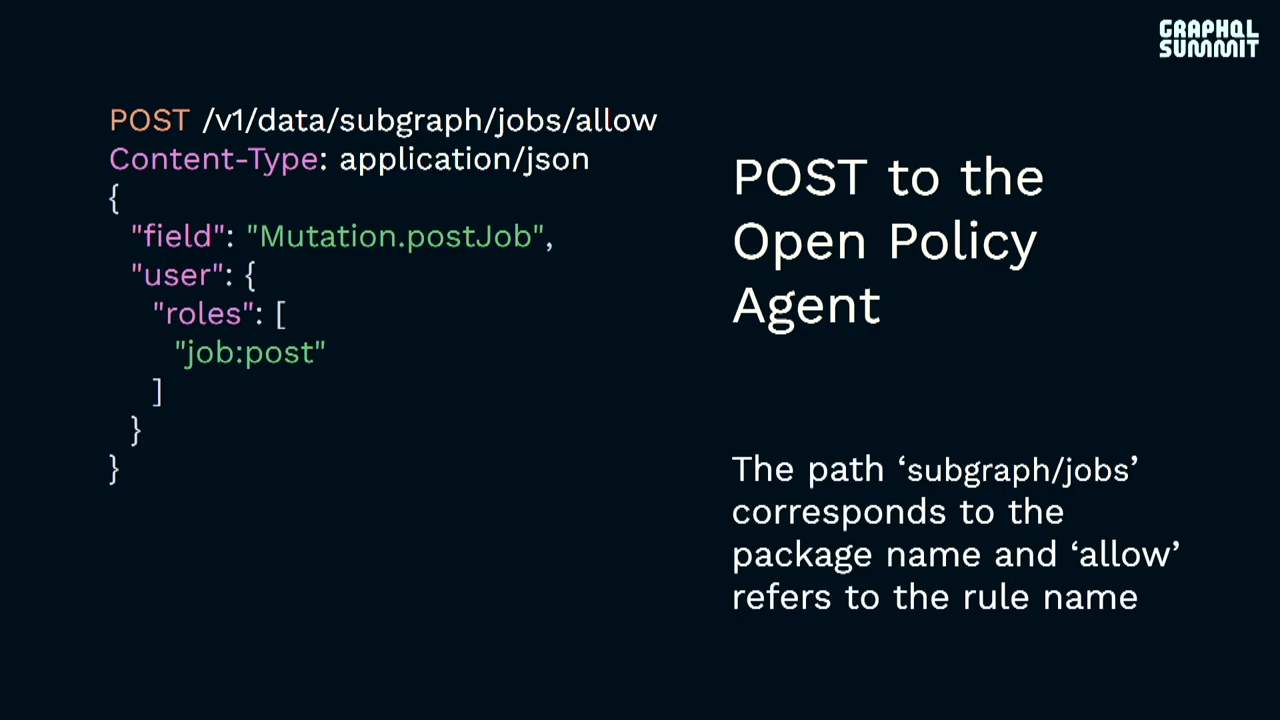 GRAPHQL
SUMMIT
POST /v1/data/subgraph/jobs/allow
Content-Type: application/json
{
"field": "Mutation.postJob",
"user": {
"roles": [
"job:post"
]
}
}
POST to the
Open Policy
Agent
The path ‘subgraph/jobs’
corresponds to the
package name and ‘allow’
refers to the rule name